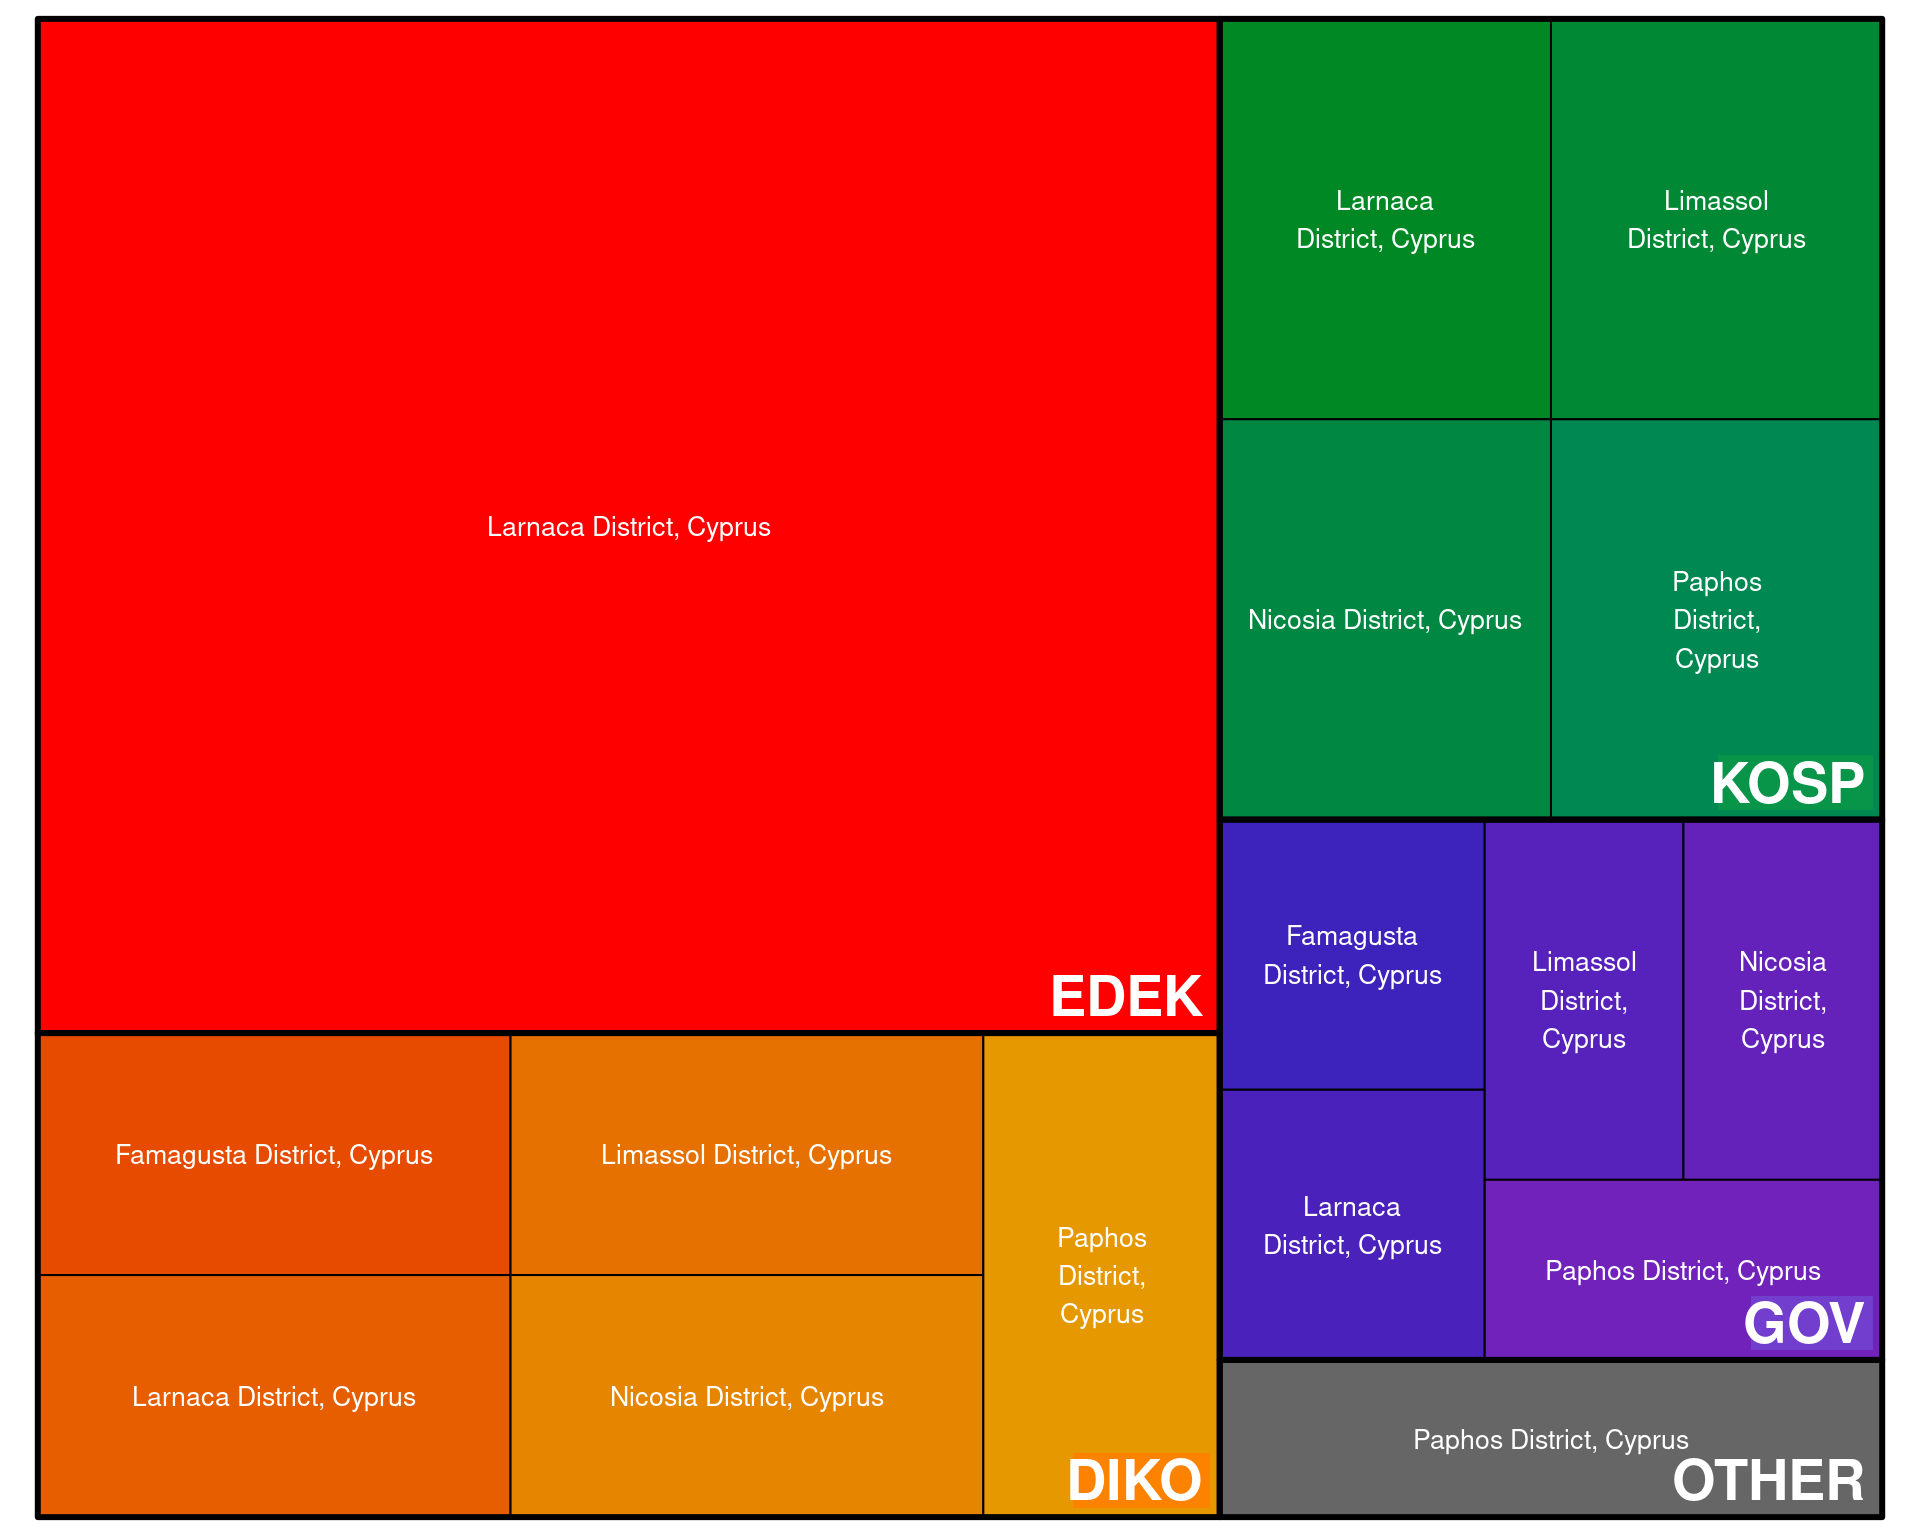 Larnaca District, Cyprus
EDEK
Famagusta District, Cyprus
Larnaca District, Cyprus
Limassol District, Cyprus
Nicosia District, Cyprus
Paphos
District,
Cyprus
DIKO
Larnaca
District, Cyprus
Limassol
District, Cyprus
Nicosia District, Cyprus
Paphos
District,
Cyprus
KOSP
Famagusta
District, Cyprus
Larnaca
District, Cyprus
Limassol
District,
Cyprus
Nicosia
District,
Cyprus
Paphos District, Cyprus
GOV
Paphos District, Cyprus
OTHER